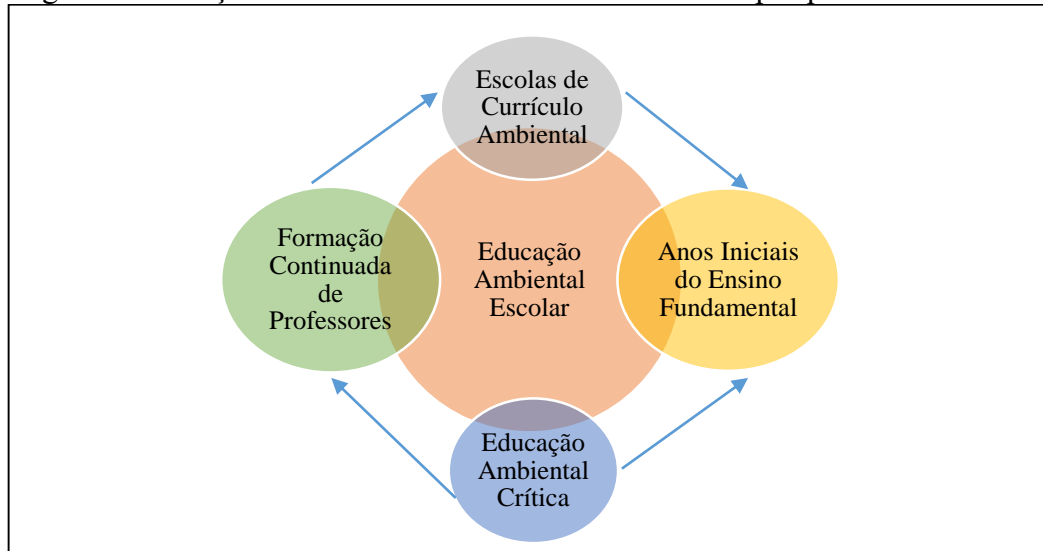 Escolas de
Currículo
Ambiental
Formação
Continuada
de
Professores
Educação
Ambiental
Escolar
Anos Iniciais
do Ensino
Fundamental
Educação
Ambiental
Crítica